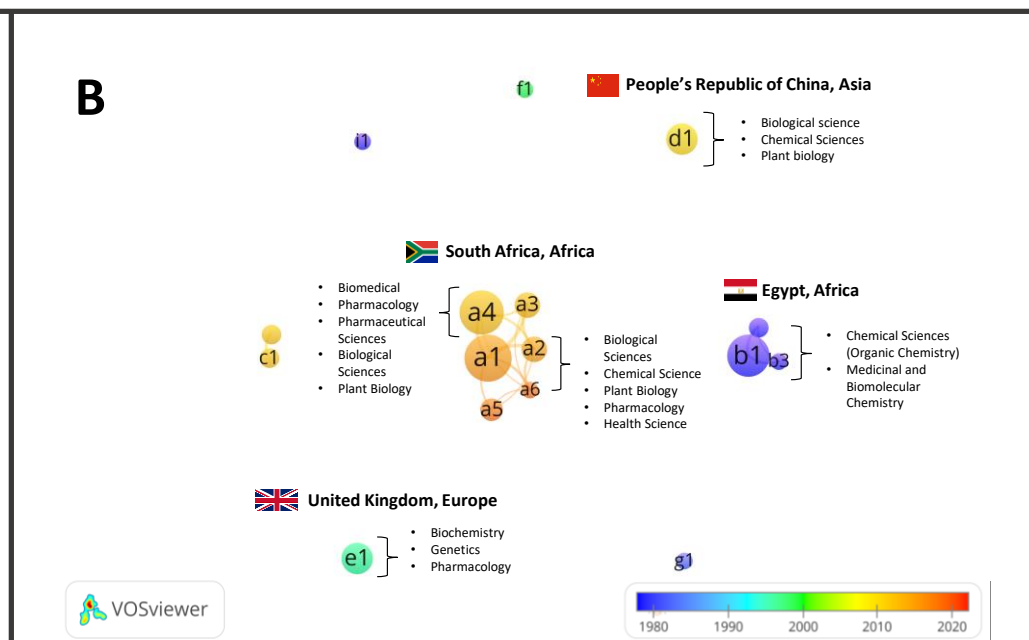 B
f1
i1
People's Republic of China, Asia
d1
• Biological science
• Chemical Sciences
• Plant biology
South Africa, Africa
• Biomedical
• Pharmacology
• Pharmaceutical
Sciences
• Biological
Sciences
• Plant Biology
a4
a3
a1
a2
a6
a5
• Biological
Sciences
• Chemical Science
• Plant Biology
• Pharmacology
• Health Science
c1
Egypt, Africa
b1
b3
• Chemical Sciences
(Organic Chemistry)
• Medicinal and
Biomolecular
Chemistry
United Kingdom, Europe
e1
• Biochemistry
• Genetics
• Pharmacology
g1
VOSviewer
1980 1990 2000 2010 2020